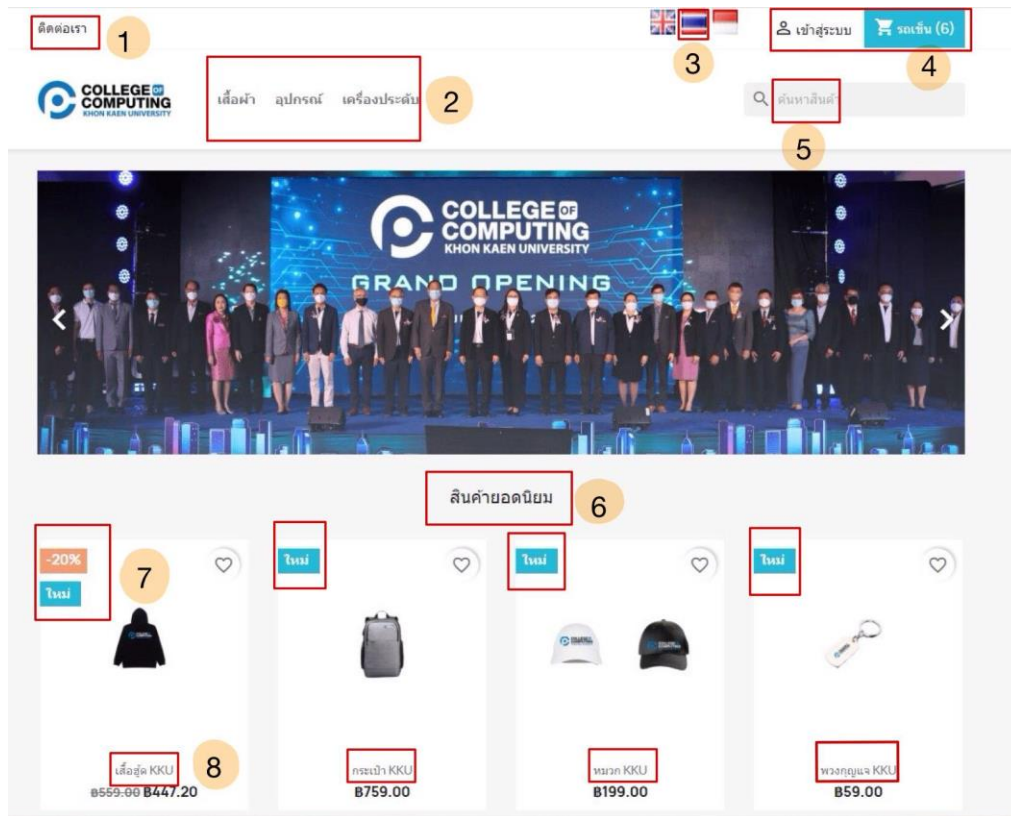 ติดต่อเรา
1
3
เข้าสู่ระบบ
รถเข็น (6)
4
COLLEGE OF
COMPUTING
KHON KAEN UNIVERSITY
เสื้อผ้า อุปกรณ์ เครื่องประดับ
2
ค้นหาสินค้า
5
COLLEGE OF
COMPUTING
KHON KAEN UNIVERSITY
GRAND OPENING
สินค้ายอดนิยม
6
-20%
ใหม่
7
ใหม่
ใหม่
ใหม่
เสื้อฮู้ด KKU
8
฿559.00 ฿447.20
กระเป๋า KKU
฿759.00
หมวก KKU
฿199.00
พวงกุญแจ KKU
฿59.00